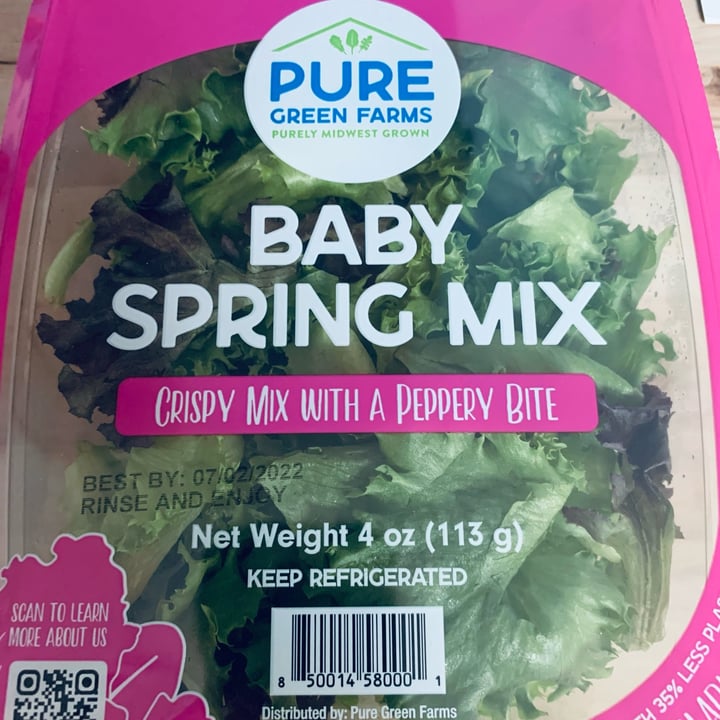 PURE
GREEN FARMS
PURELY MIDWEST GROWN
BABY
SPRING MIX
CRISPY MIX WITH A PEPPERY BITE
BEST BY: 07/02/2022
RINSE AND ENJOY
Net Weight 4 oz (113 g)
KEEP REFRIGERATED
SCAN TO LEARN
MORE ABOUT US
8 50014 58000 1
Distributed by: Pure Green Farms
35% LESS